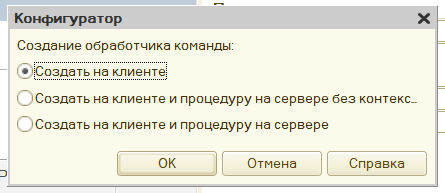 Конфигуратор
Создание обработчика команды:
Создать на клиенте
Создать на клиенте и процедуру на сервере без контекс...
Создать на клиенте и процедуру на сервере
OK
Отмена
Справка